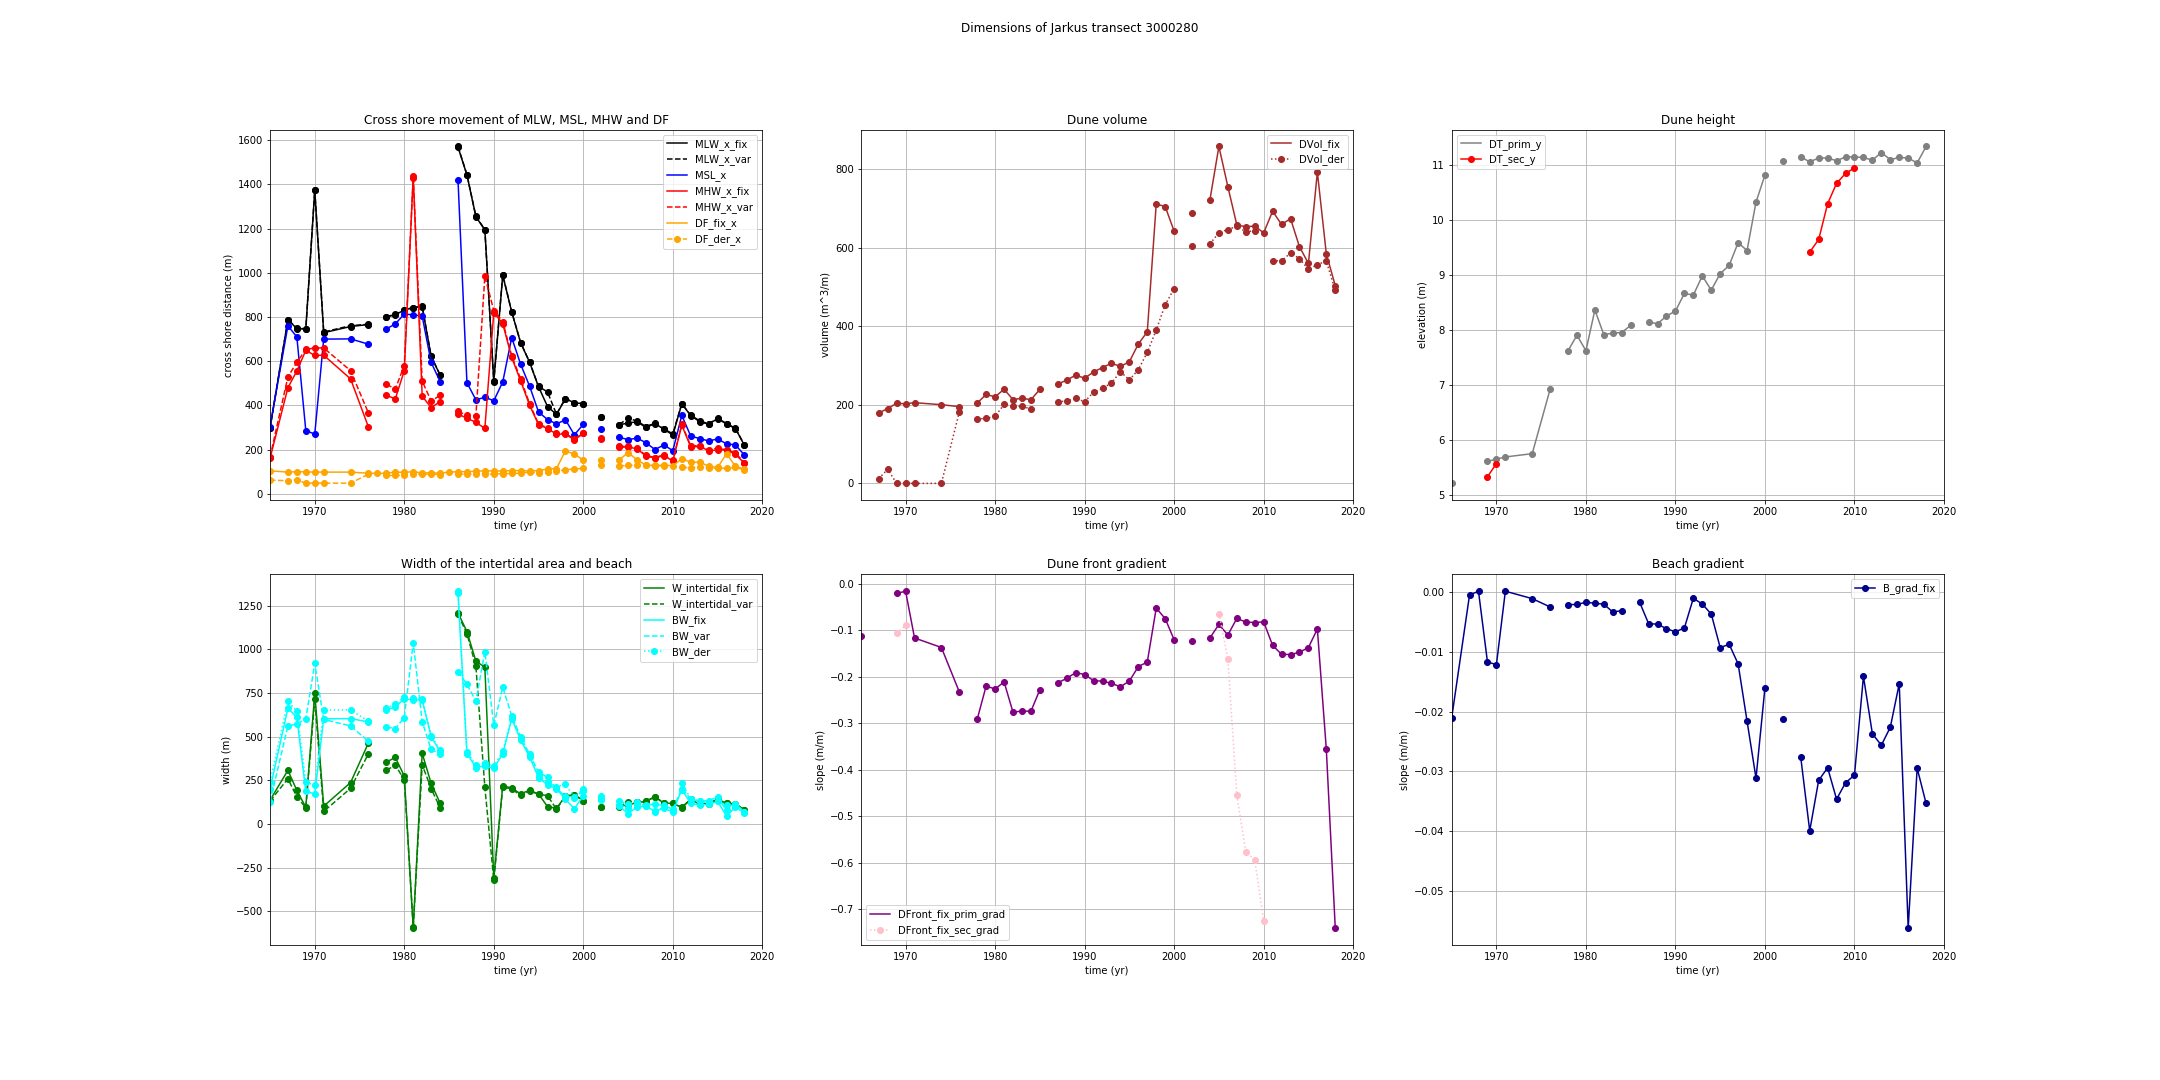 Dimensions of Jarkus transect 3000280
Cross shore movement of MLW, MSL, MHW and DF
cross shore distance (m)
1600
1400
1200
1000
800
600
400
200
0
1970 1980 1990 2000 2010 2020
time (yr)
MLW_x_fix
MLW_x_var
MSL_x
MHW_x_fix
MHW_x_var
DF_fix_x
DF_der_x
Dune volume
volume (m^3/m)
800
600
400
200
0
1970 1980 1990 2000 2010 2020
time (yr)
DVol_fix
DVol_der
Dune height
elevation (m)
11
10
9
8
7
6
5
1970 1980 1990 2000 2010 2020
time (yr)
DT_prim_y
DT_sec_y
Width of the intertidal area and beach
width (m)
1250
1000
750
500
250
0
−250
−500
1970 1980 1990 2000 2010 2020
time (yr)
W_intertidal_fix
W_intertidal_var
BW_fix
BW_var
BW_der
Dune front gradient
slope (m/m)
0.0
−0.1
−0.2
−0.3
−0.4
−0.5
−0.6
−0.7
1970 1980 1990 2000 2010 2020
time (yr)
DFront_fix_prim_grad
DFront_fix_sec_grad
Beach gradient
slope (m/m)
0.00
−0.01
−0.02
−0.03
−0.04
−0.05
1970 1980 1990 2000 2010 2020
time (yr)
B_grad_fix